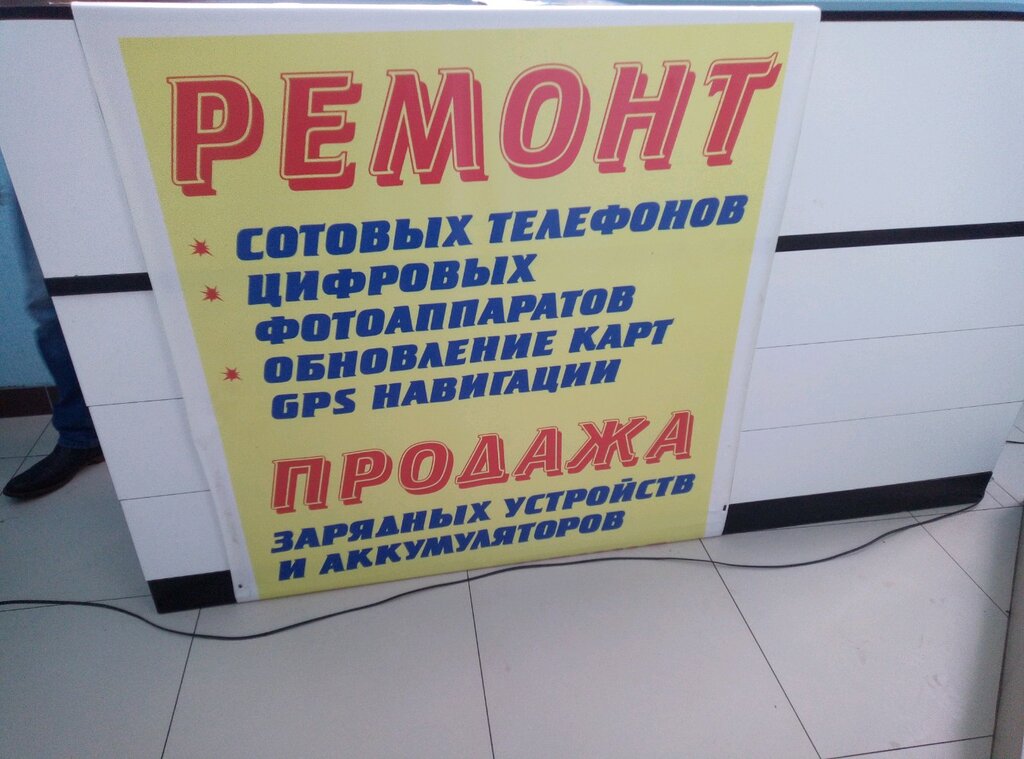 РЕМОНТ
СОТОВЫХ ТЕЛЕФОНОВ
ЦИФРОВЫХ
ФОТОАППАРАТОВ
ОБНОВЛЕНИЕ КАРТ
GPS НАВИГАЦИИ
ПРОДАЖА
ЗАРЯДНЫХ УСТРОЙСТВ
И АККУМУЛЯТОРОВ